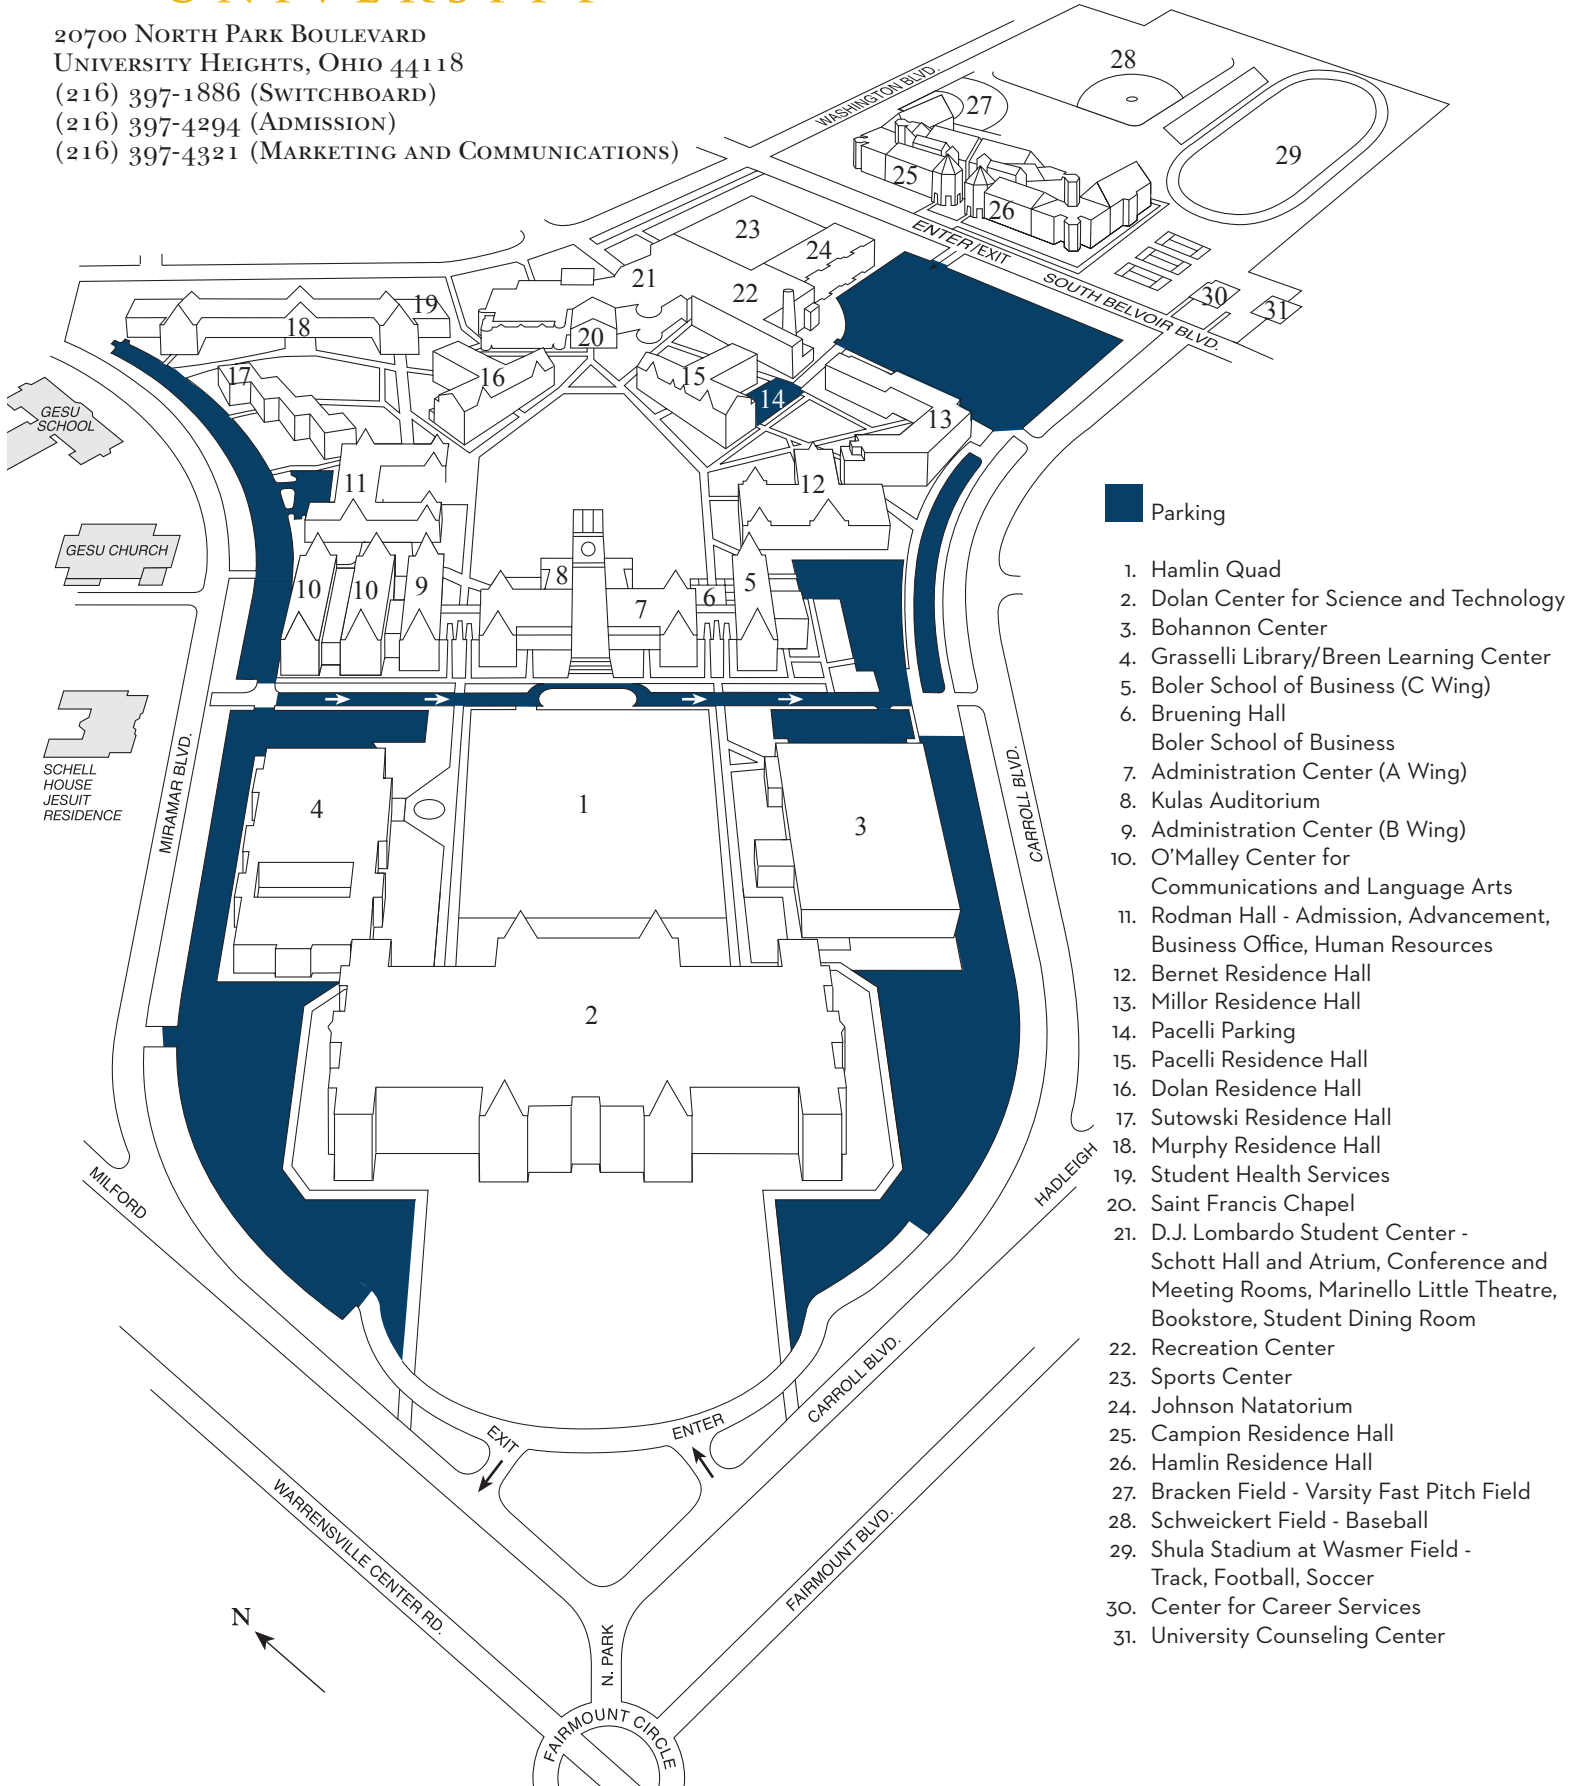 20700 North Park Boulevard
University Heights, Ohio 44118
(216) 397-1886 (Switchboard)
(216) 397-4294 (Admission)
(216) 397-4321 (Marketing and Communications)
28
WASHINGTON BLVD.
27
29
25
26
23
24
ENTER/EXIT
21
22
SOUTH BELVOIR BLVD.
30
31
19
18
20
17
16
15
14
13
GESU
SCHOOL
11
12
GESU CHURCH
10
10
9
8
7
6
5
SCHELL
HOUSE
JESUIT
RESIDENCE
MIRAMAR BLVD.
CARROLL BLVD.
4
1
3
2
MILFORD
HADLEIGH
EXIT
ENTER
CARROLL BLVD.
WARRENSVILLE CENTER RD.
FAIRMOUNT BLVD.
N
N. PARK
FAIRMOUNT CIRCLE
Parking
1. Hamlin Quad
2. Dolan Center for Science and Technology
3. Bohannon Center
4. Grasselli Library/Breen Learning Center
5. Boler School of Business (C Wing)
6. Bruening Hall
Boler School of Business
7. Administration Center (A Wing)
8. Kulas Auditorium
9. Administration Center (B Wing)
10. O'Malley Center for
Communications and Language Arts
11. Rodman Hall - Admission, Advancement,
Business Office, Human Resources
12. Bernet Residence Hall
13. Millor Residence Hall
14. Pacelli Parking
15. Pacelli Residence Hall
16. Dolan Residence Hall
17. Sutowski Residence Hall
18. Murphy Residence Hall
19. Student Health Services
20. Saint Francis Chapel
21. D.J. Lombardo Student Center -
Schott Hall and Atrium, Conference and
Meeting Rooms, Marinello Little Theatre,
Bookstore, Student Dining Room
22. Recreation Center
23. Sports Center
24. Johnson Natatorium
25. Campion Residence Hall
26. Hamlin Residence Hall
27. Bracken Field - Varsity Fast Pitch Field
28. Schweickert Field - Baseball
29. Shula Stadium at Wasmer Field -
Track, Football, Soccer
30. Center for Career Services
31. University Counseling Center